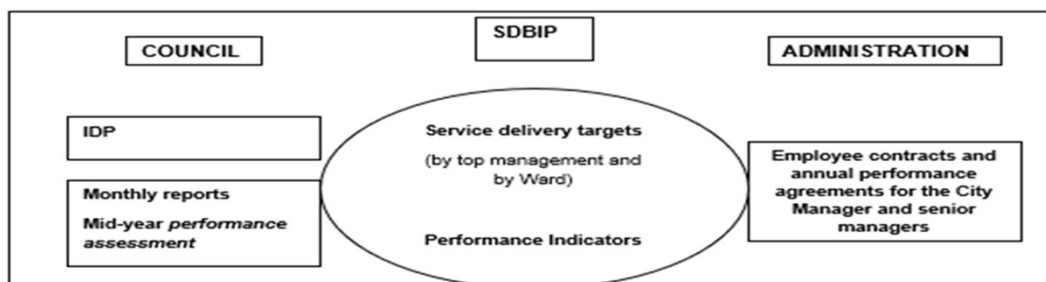 SDBIP
COUNCIL
ADMINISTRATION
IDP
Monthly reports
Mid-year performance
assessment
Service delivery targets
(by top management and
by Ward)
Performance Indicators
Employee contracts and
annual performance
agreements for the City
Manager and senior
managers